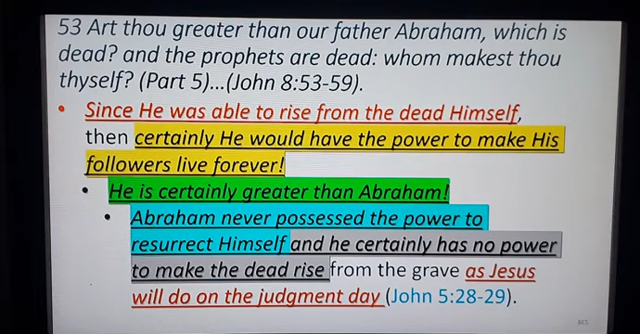 53 Art thou greater than our father Abraham, which is
dead? and the prophets are dead: whom makest thou
thyself? (Part 5)...(John 8:53-59).
• Since He was able to rise from the dead Himself,
then certainly He would have the power to make His
followers live forever!
• He is certainly greater than Abraham!
• Abraham never possessed the power to
resurrect Himself and he certainly has no power
to make the dead rise from the grave as Jesus
will do on the judgment day (John 5:28-29).